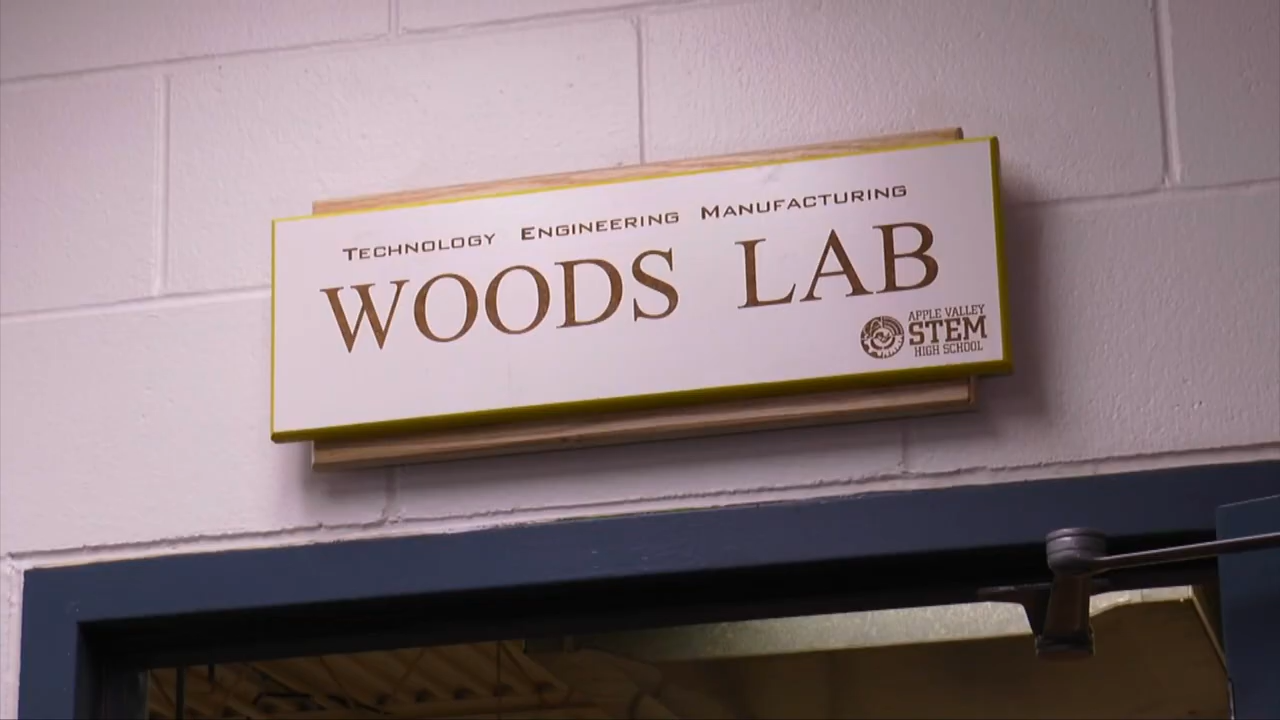 Technology Engineering Manufacturing
WOODS LAB
APPLE VALLEY
STEM
HIGH SCHOOL